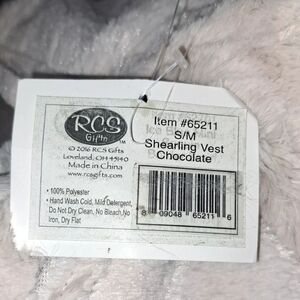 RCS
Gifts
TM
© 2016 RCS Gifts
Loveland, OH 45140
Made in China
www.rcsgifts.com
• 100% Polyester
• Hand Wash Cold, Mild Detergent,
Do Not Dry Clean, No Bleach, No
Iron, Dry Flat
Item #65211
S/M
Shearling Vest
Chocolate
8 09048 65211 6